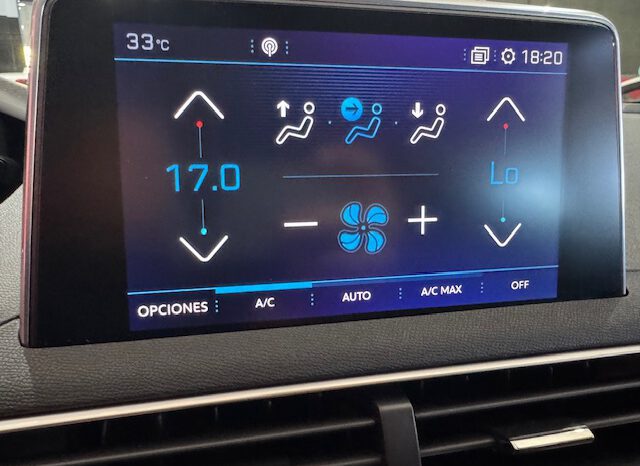 33°C
18:20
17.0
Lo
OPCIONES
A/C
AUTO
A/C MAX
OFF